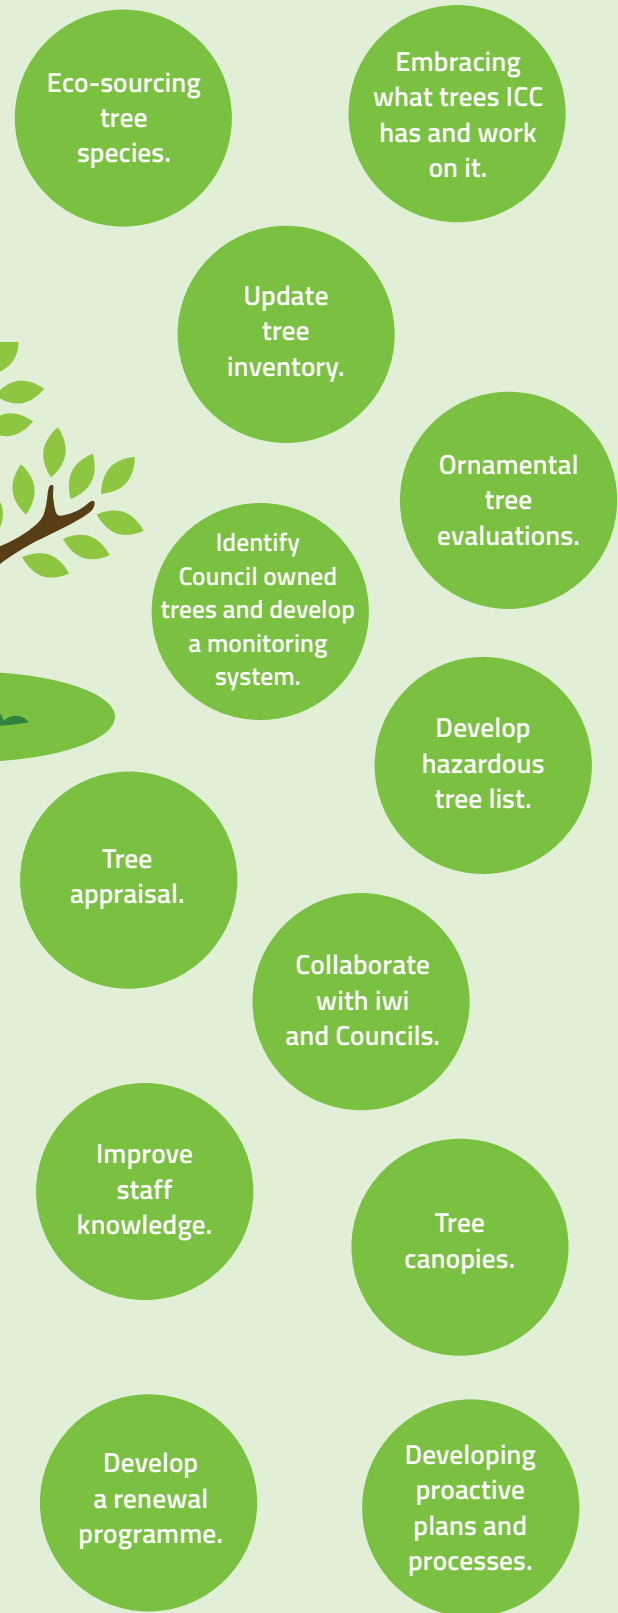 Eco-sourcing
tree
species.
Embracing
what trees ICC
has and work
on it.
Update
tree
inventory.
Ornamental
tree
evaluations.
Identify
Council owned
trees and develop
a monitoring
system.
Develop
hazardous
tree list.
Tree
appraisal.
Collaborate
with iwi
and Councils.
Improve
staff
knowledge.
Tree
canopies.
Develop
a renewal
programme.
Developing
proactive
plans and
processes.